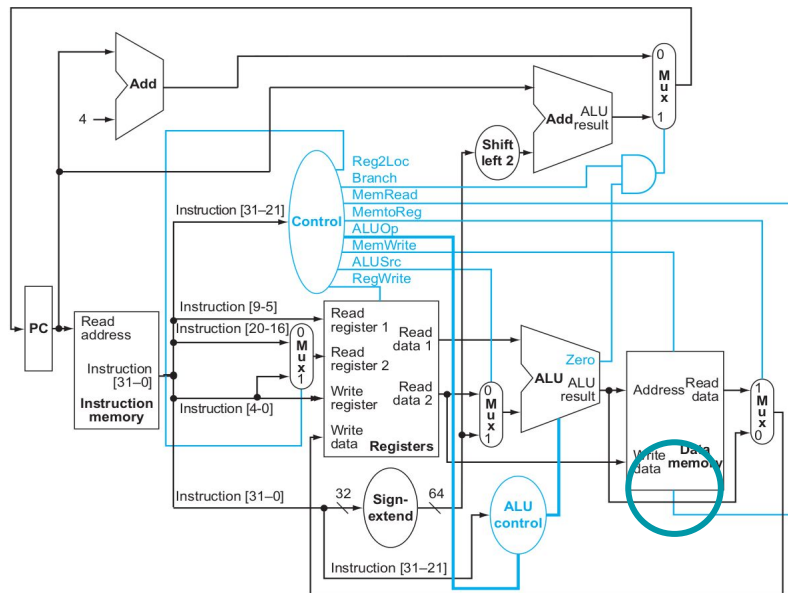 Add
4
Add
ALU
result
0
M
u
x
1
Shift
left 2
Reg2Loc
Branch
MemRead
MemtoReg
ALUOp
MemWrite
ALUSrc
RegWrite
Control
Instruction [31–21]
PC
Read
address
Instruction
[31–0]
Instruction
memory
Instruction [9-5]
Instruction [20-16]
Instruction [4-0]
0
M
u
x
1
Read
register 1
Read
register 2
Write
register
Write
data
Read
data 1
Read
data 2
Registers
0
M
u
x
1
Zero
ALU
ALU
result
Address
Read
data
Write
data
Data
memory
1
M
u
x
0
Instruction [31–0]
32
Sign-
extend
64
ALU
control
Instruction [31–21]